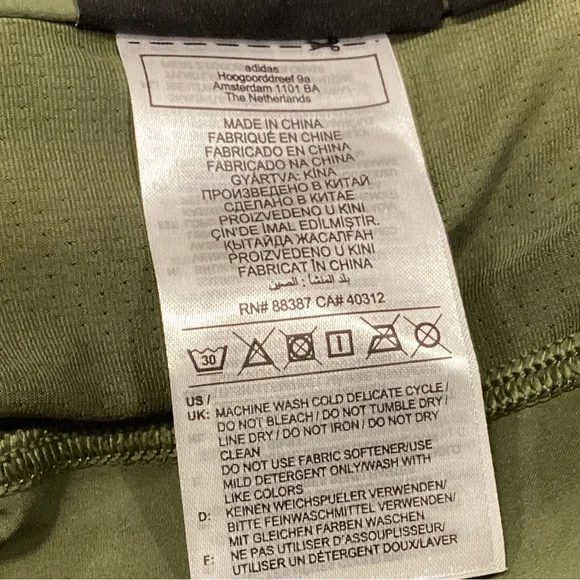 adidas
Hoogoorddreef 9a
Amsterdam 1101 BA
The Netherlands
MADE IN CHINA
FABRIQUÉ EN CHINE
FABRICADO EN CHINA
FABRICADO NA CHINA
GYÁRTVA: KÍNA
ПРОИЗВЕДЕНО В КИТАЙ
СДЕЛАНО В КИТАЕ
PROIZVEDENO U KINI
ÇIN'DE İMAL EDİLMİŞTİR.
ҚЫТАЙДА ЖАСАЛҒАН
PROIZVEDENO U KINI
FABRICAT ÎN CHINA
بلد المنشأ : الصين
RN# 88387 CA# 40312
30
US /
UK: MACHINE WASH COLD DELICATE CYCLE /
DO NOT BLEACH / DO NOT TUMBLE DRY /
LINE DRY / DO NOT IRON / DO NOT DRY
CLEAN
DO NOT USE FABRIC SOFTENER/USE
MILD DETERGENT ONLY/WASH WITH
LIKE COLORS
D: KEINEN WEICHSPUELER VERWENDEN/
BITTE FEINWASCHMITTEL VERWENDEN/
MIT GLEICHEN FARBEN WASCHEN
F: NE PAS UTILISER D'ASSOUPLISSEUR/
UTILISER UN DÉTERGENT DOUX/LAVER